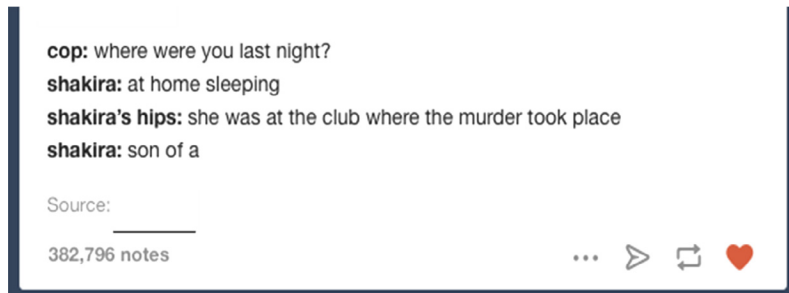 cop: where were you last night?
shakira: at home sleeping
shakira’s hips: she was at the club where the murder took place
shakira: son of a
Source:
382,796 notes